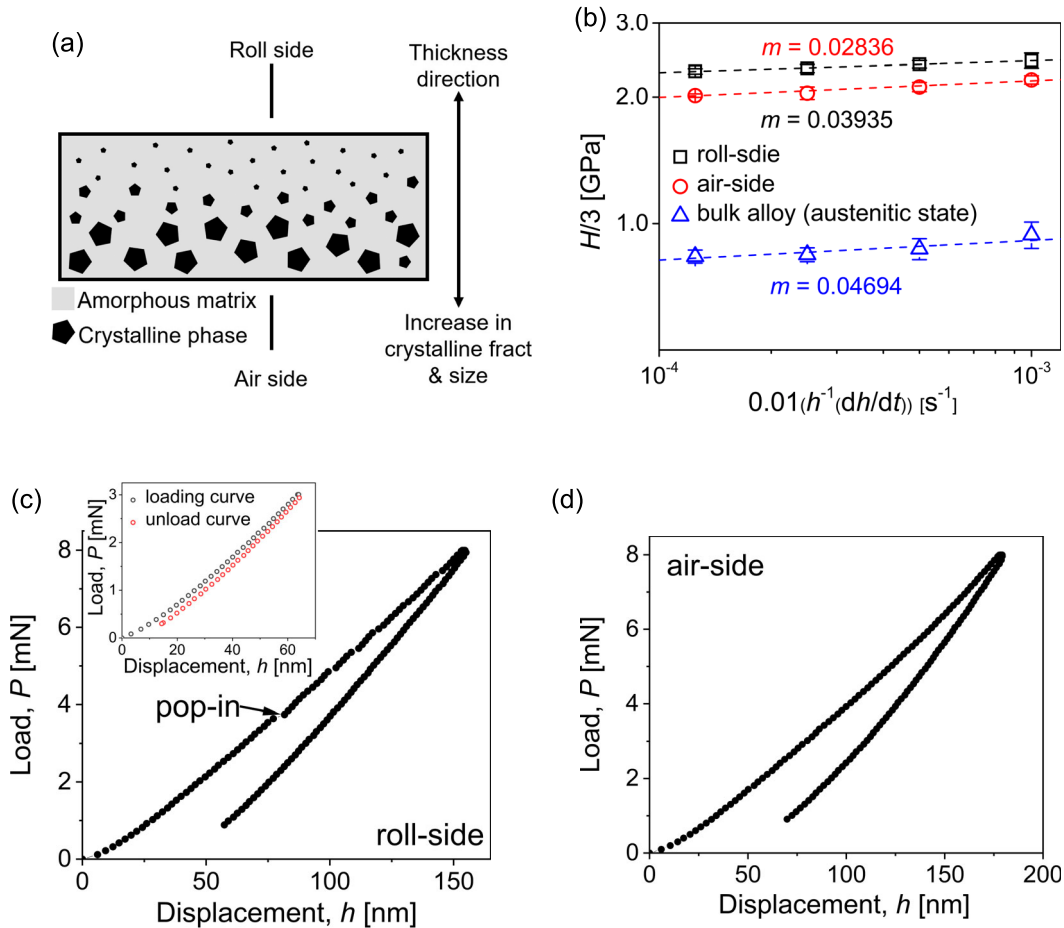 (a)
Roll side
Thickness
direction
Amorphous matrix
Crystalline phase
Air side
Increase in
crystalline fract
& size
(b)
3.0
2.0
1.0
H/3 [GPa]
m = 0.02836
m = 0.03935
roll-sdie
air-side
bulk alloy (austenitic state)
m = 0.04694
10⁻⁴
10⁻³
0.01(h⁻¹(dh/dt)) [s⁻¹]
(c)
3
2
1
0
Load, P [mN]
loading curve
unload curve
0
20
40
60
Displacement, h [nm]
8
6
4
2
0
Load, P [mN]
pop-in
roll-side
0
50
100
150
Displacement, h [nm]
(d)
8
6
4
2
0
Load, P [mN]
air-side
0
50
100
150
200
Displacement, h [nm]